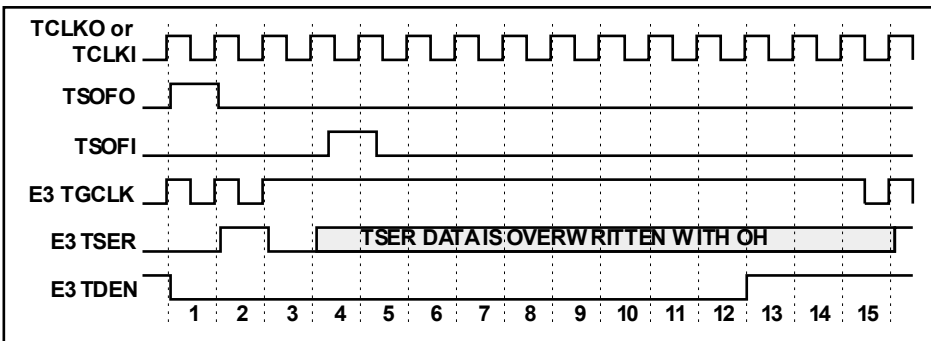 TCLKO or
TCLKI
TSOFO
TSOFI
E3 TGCLK
E3 TSER
TSER DATA IS OVERWRITTEN WITH OH
E3 TDEN
1 2 3 4 5 6 7 8 9 10 11 12 13 14 15